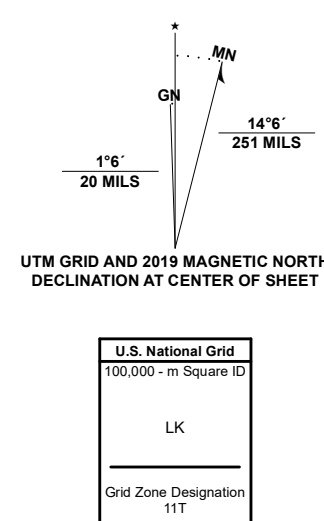 ★
MN
GN
14°6´
251 MILS
1°6´
20 MILS
UTM GRID AND 2019 MAGNETIC NORTH
DECLINATION AT CENTER OF SHEET
U.S. National Grid
100,000 - m Square ID
LK
Grid Zone Designation
11T